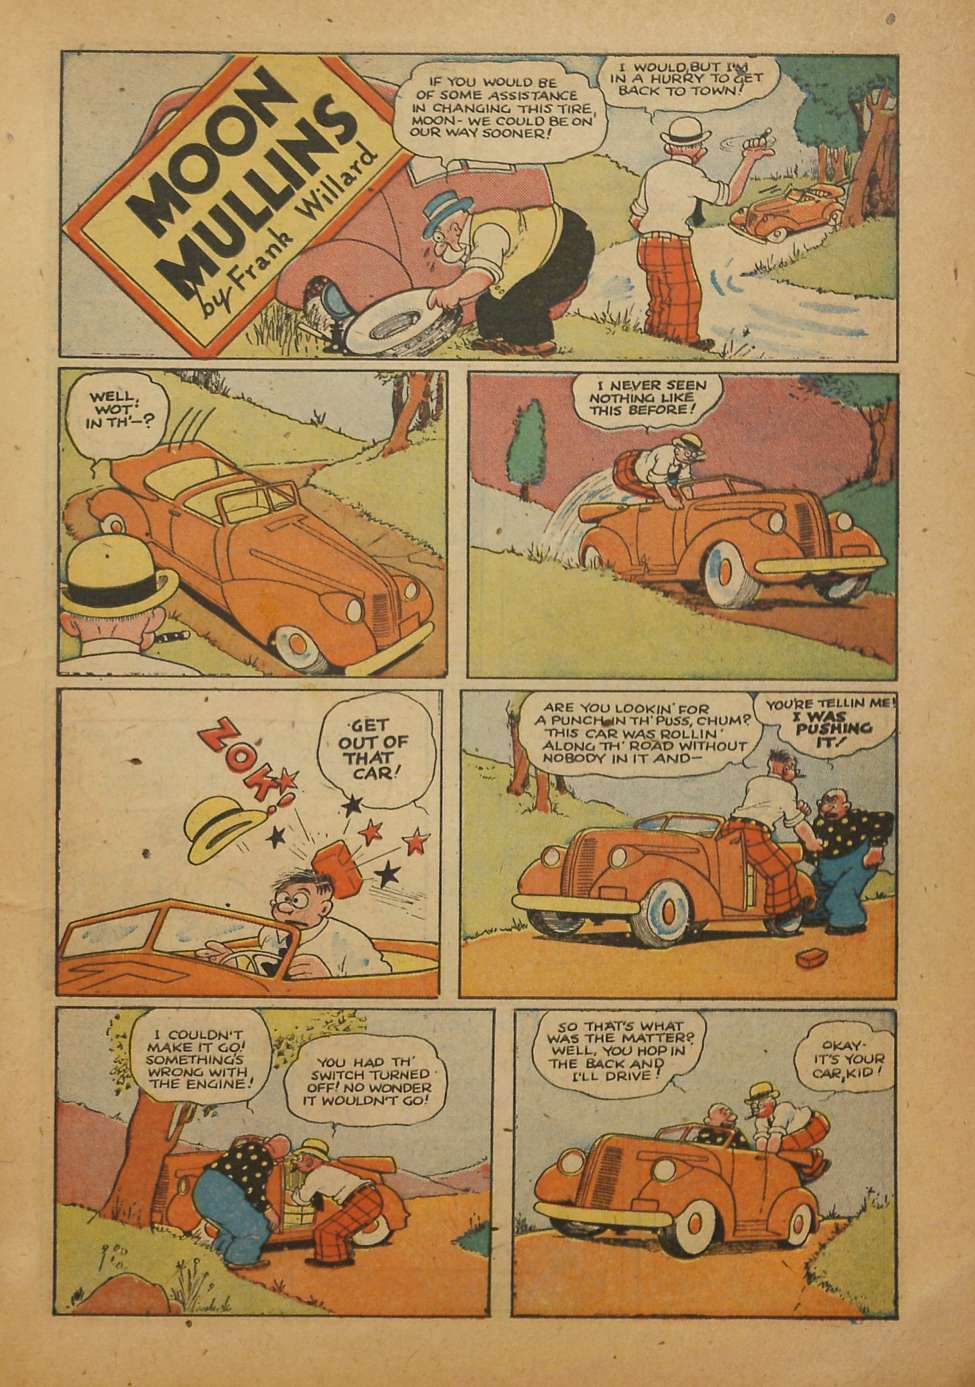 MOON
MULLINS
by Frank Willard
IF YOU WOULD BE
OF SOME ASSISTANCE
IN CHANGING THIS TIRE,
MOON- WE COULD BE ON
OUR WAY SOONER!
I WOULD, BUT I'M
IN A HURRY TO GET
BACK TO TOWN!
WELL,
WOT!
IN TH'—?
I NEVER SEEN
NOTHING LIKE
THIS BEFORE!
ZOK!
GET
OUT OF
THAT
CAR!
ARE YOU LOOKIN' FOR
A PUNCH IN TH' PUSS, CHUM?
THIS CAR WAS ROLLIN'
ALONG TH' ROAD WITHOUT
NOBODY IN IT AND—
YOU'RE TELLIN ME!
I WAS
PUSHING
IT!
I COULDN'T
MAKE IT GO!
SOMETHING'S
WRONG WITH
THE ENGINE!
YOU HAD TH'
SWITCH TURNED
OFF! NO WONDER
IT WOULDN'T GO!
SO THAT'S WHAT
WAS THE MATTER?
WELL, YOU HOP IN
THE BACK AND
I'LL DRIVE!
OKAY-
IT'S YOUR
CAR, KID!